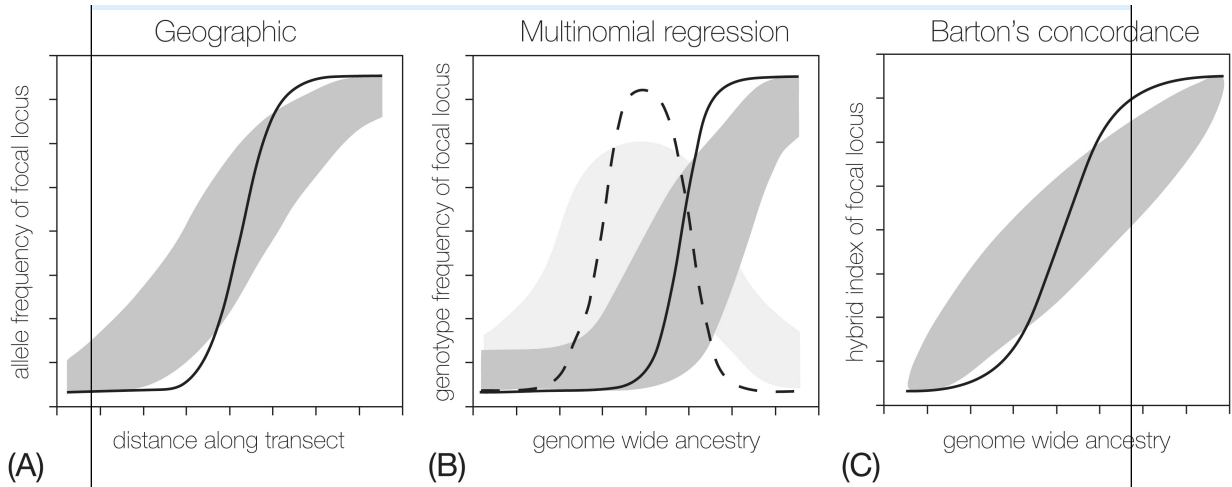 Geographic
Multinomial regression
Barton's concordance
allele frequency of focal locus
genotype frequency of focal locus
hybrid index of focal locus
distance along transect
genome wide ancestry
genome wide ancestry
(A)
(B)
(C)